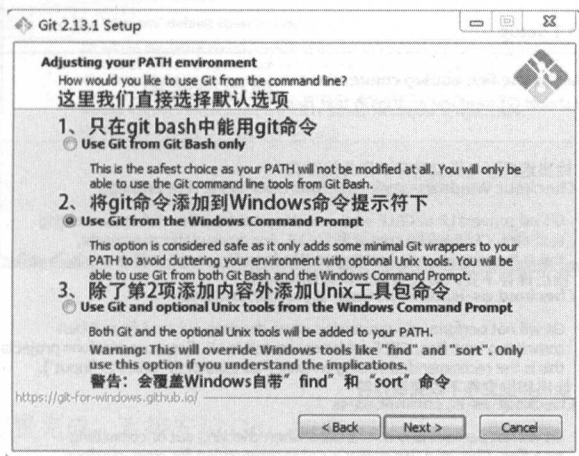 Git 2.13.1 Setup
Adjusting your PATH environment
How would you like to use Git from the command line?
这里我们直接选择默认选项
1、只在git bash中能用git命令
Use Git from Git Bash only
This is the safest choice as your PATH will not be modified at all. You will only be
able to use the Git command line tools from Git Bash.
2、将git命令添加到Windows命令提示符下
Use Git from the Windows Command Prompt
This option is considered safe as it only adds some minimal Git wrappers to your
PATH to avoid cluttering your environment with optional Unix tools. You will be
able to use Git from both Git Bash and the Windows Command Prompt.
3、除了第2项添加内容外添加Unix工具包命令
Use Git and optional Unix tools from the Windows Command Prompt
Both Git and the optional Unix tools will be added to your PATH.
Warning: This will override Windows tools like "find" and "sort". Only
use this option if you understand the implications.
警告：会覆盖Windows自带“find”和“sort”命令
https://git-for-windows.github.io/
< Back
Next >
Cancel